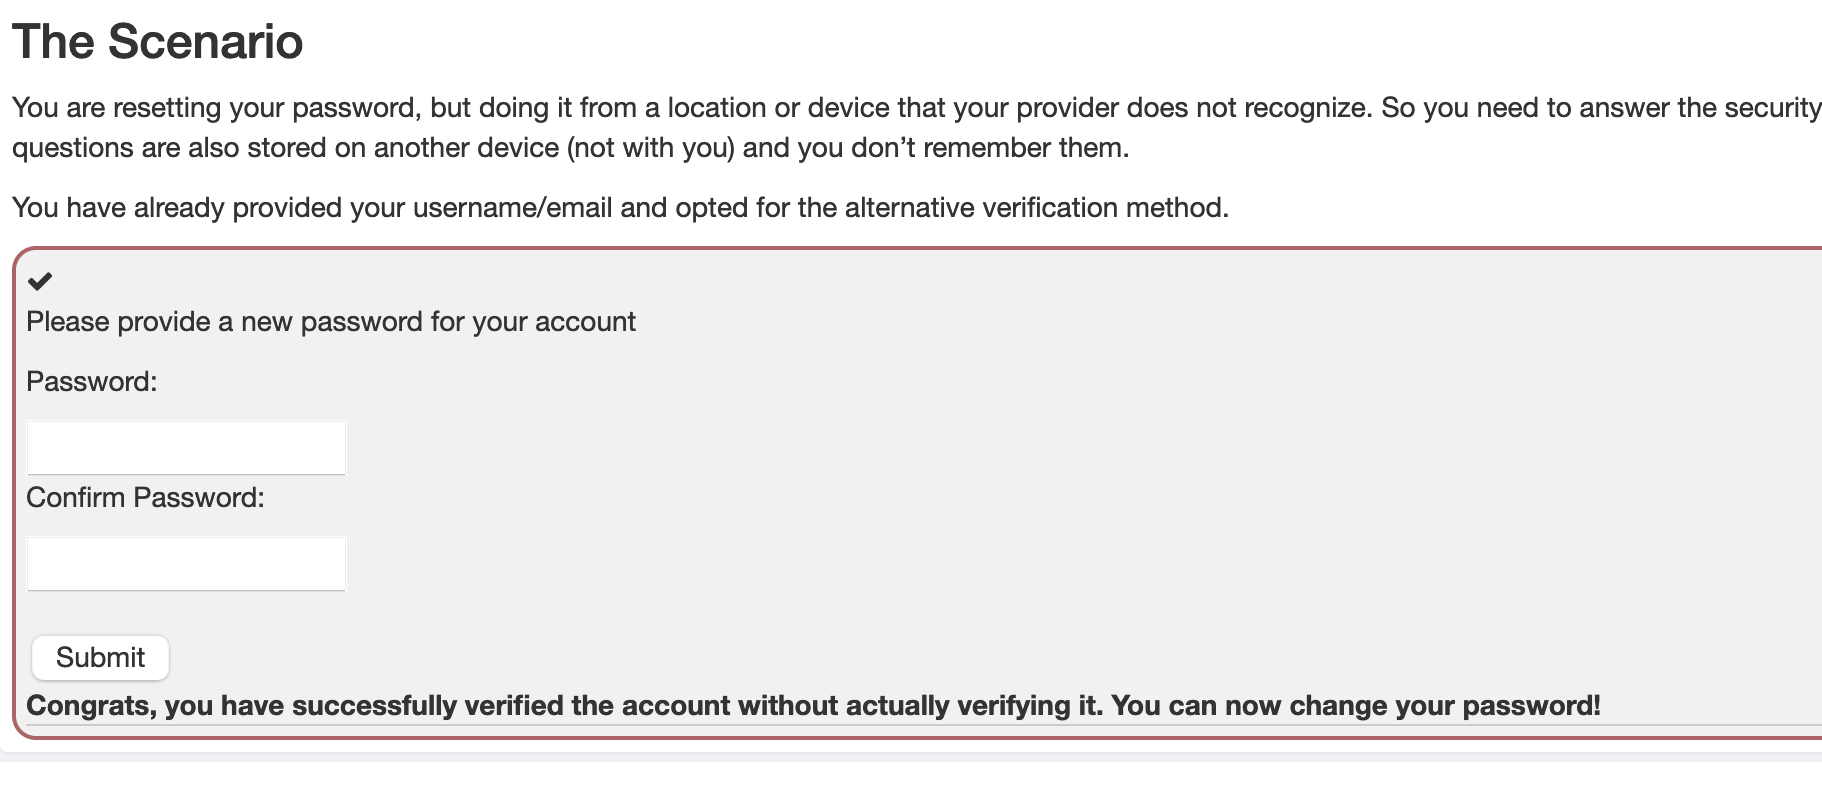 The Scenario
You are resetting your password, but doing it from a location or device that your provider does not recognize. So you need to answer the security
questions are also stored on another device (not with you) and you don’t remember them.
You have already provided your username/email and opted for the alternative verification method.
Please provide a new password for your account
Password:
Confirm Password:
Submit
Congrats, you have successfully verified the account without actually verifying it. You can now change your password!